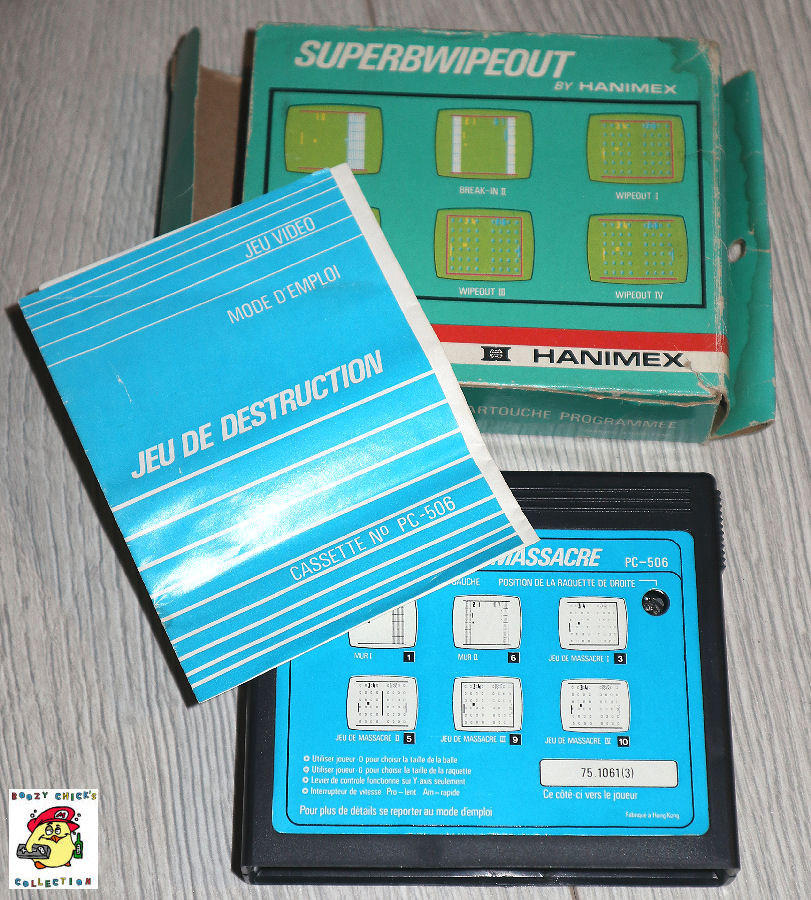 SUPERBWIPEOUT
BY HANIMEX
BREAK-IN II
WIPEOUT I
WIPEOUT III
WIPEOUT IV
HANIMEX
CARTOUCHE PROGRAMMEE
JEU VIDEO
MODE D'EMPLOI
JEU DE DESTRUCTION
CASSETTE Nº PC-506
MASSACRE PC-506
GAUCHE POSITION DE LA RAQUETTE DE DROITE
MUR I 1
MUR II 6
JEU DE MASSACRE I 3
JEU DE MASSACRE II 5
JEU DE MASSACRE III 9
JEU DE MASSACRE IV 10
Utiliser joueur-D pour choisir la taille de la balle
Utiliser joueur-G pour choisir la taille de la raquette
Levier de controle functionne sur Y-axis seulement
Interrupteur de vitesse Pro-lent Am-rapide
Pour plus de détails se reporter au mode d'emploi
75.1061(3)
Ce côté-ci vers le joueur
Fabriqué à Hong Kong
BOOZY CHICK'S
COLLECTION